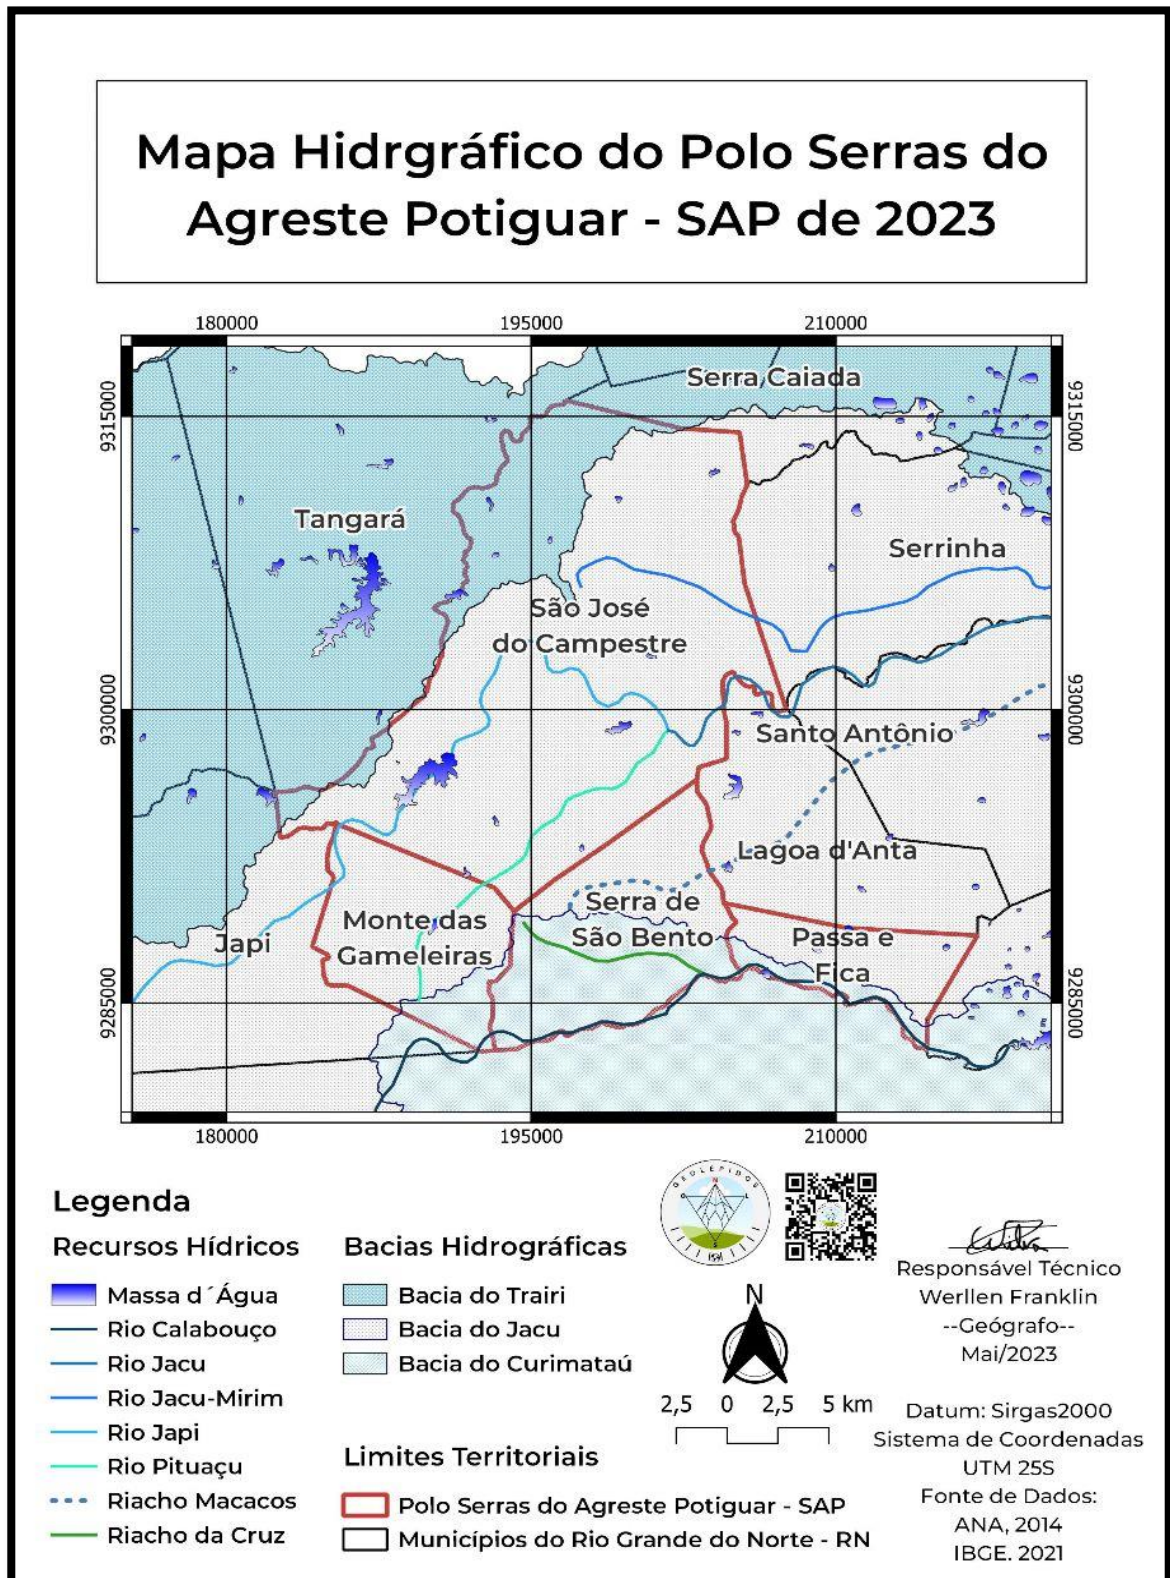 Mapa Hidrgráfico do Polo Serras do
Agreste Potiguar - SAP de 2023
180000
195000
210000
9315000
9315000
9300000
9300000
9285000
9285000
Serra Caiada
Tangará
Serrinha
São José
do Campestre
Santo Antônio
Lagoa d'Anta
Serra de
São Bento
Monte das
Gameleiras
Japi
Passa e
Fica
180000
195000
210000
Legenda
Recursos Hídricos
Massa d´Água
Rio Calabouço
Rio Jacu
Rio Jacu-Mirim
Rio Japi
Rio Pituaçu
Riacho Macacos
Riacho da Cruz
Bacias Hidrográficas
Bacia do Trairi
Bacia do Jacu
Bacia do Curimataú
Limites Territoriais
Polo Serras do Agreste Potiguar - SAP
Municípios do Rio Grande do Norte - RN
GEOLEPIDOS
N
O
L
S
N
2,5 0 2,5 5 km
Responsável Técnico
Werllen Franklin
--Geógrafo--
Mai/2023
Datum: Sirgas2000
Sistema de Coordenadas
UTM 25S
Fonte de Dados:
ANA, 2014
IBGE. 2021